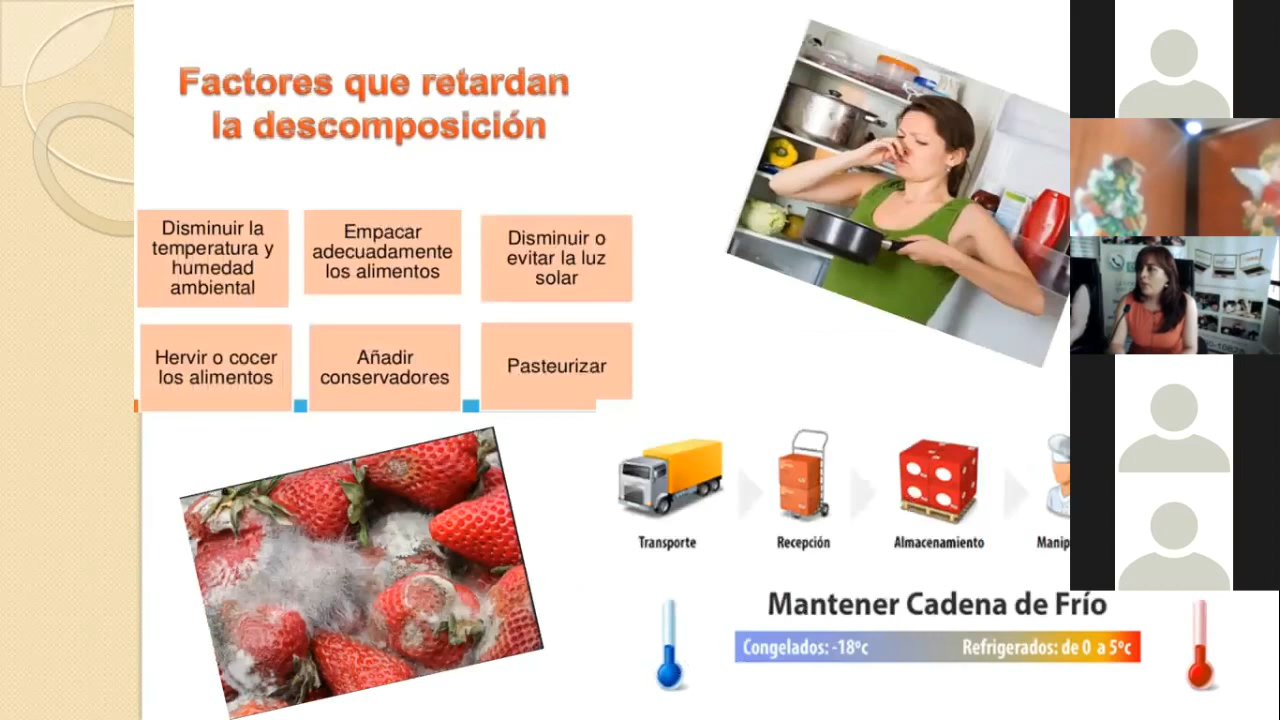 Factores que retardan
la descomposición
Disminuir la
temperatura y
humedad
ambiental
Empacar
adecuadamente
los alimentos
Disminuir o
evitar la luz
solar
Hervir o cocer
los alimentos
Añadir
conservadores
Pasteurizar
Transporte
Recepción
Almacenamiento
Manip
Mantener Cadena de Frío
Congelados: -18ºc
Refrigerados: de 0 a 5ºc